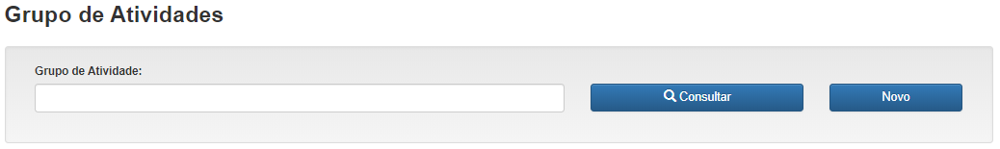 Grupo de Atividades
Grupo de Atividade:
Consultar
Novo